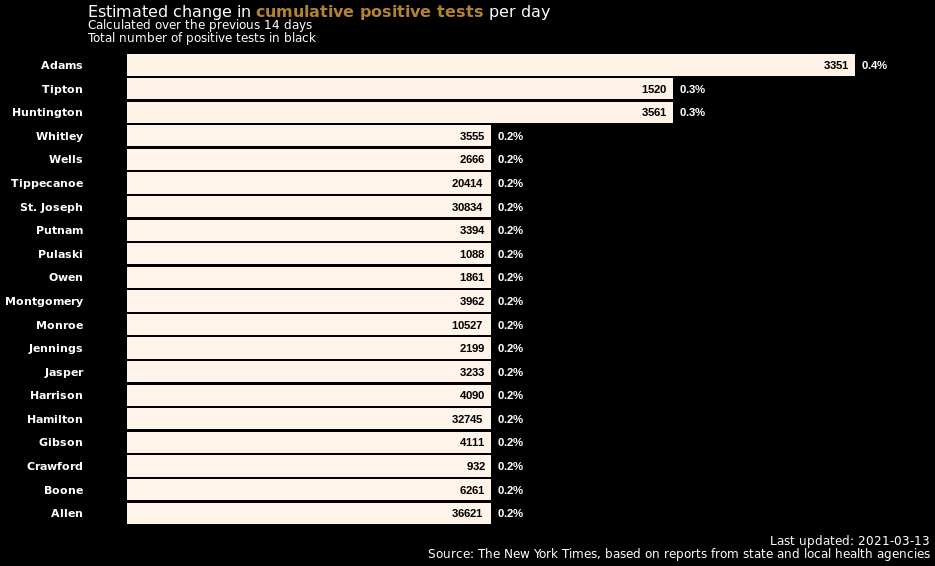 Estimated change in cumulative positive tests per day
Calculated over the previous 14 days
Total number of positive tests in black
Adams 3351 0.4%
Tipton 1520 0.3%
Huntington 3561 0.3%
Whitley 3555 0.2%
Wells 2666 0.2%
Tippecanoe 20414 0.2%
St. Joseph 30834 0.2%
Putnam 3394 0.2%
Pulaski 1088 0.2%
Owen 1861 0.2%
Montgomery 3962 0.2%
Monroe 10527 0.2%
Jennings 2199 0.2%
Jasper 3233 0.2%
Harrison 4090 0.2%
Hamilton 32745 0.2%
Gibson 4111 0.2%
Crawford 932 0.2%
Boone 6261 0.2%
Allen 36621 0.2%
Last updated: 2021-03-13
Source: The New York Times, based on reports from state and local health agencies